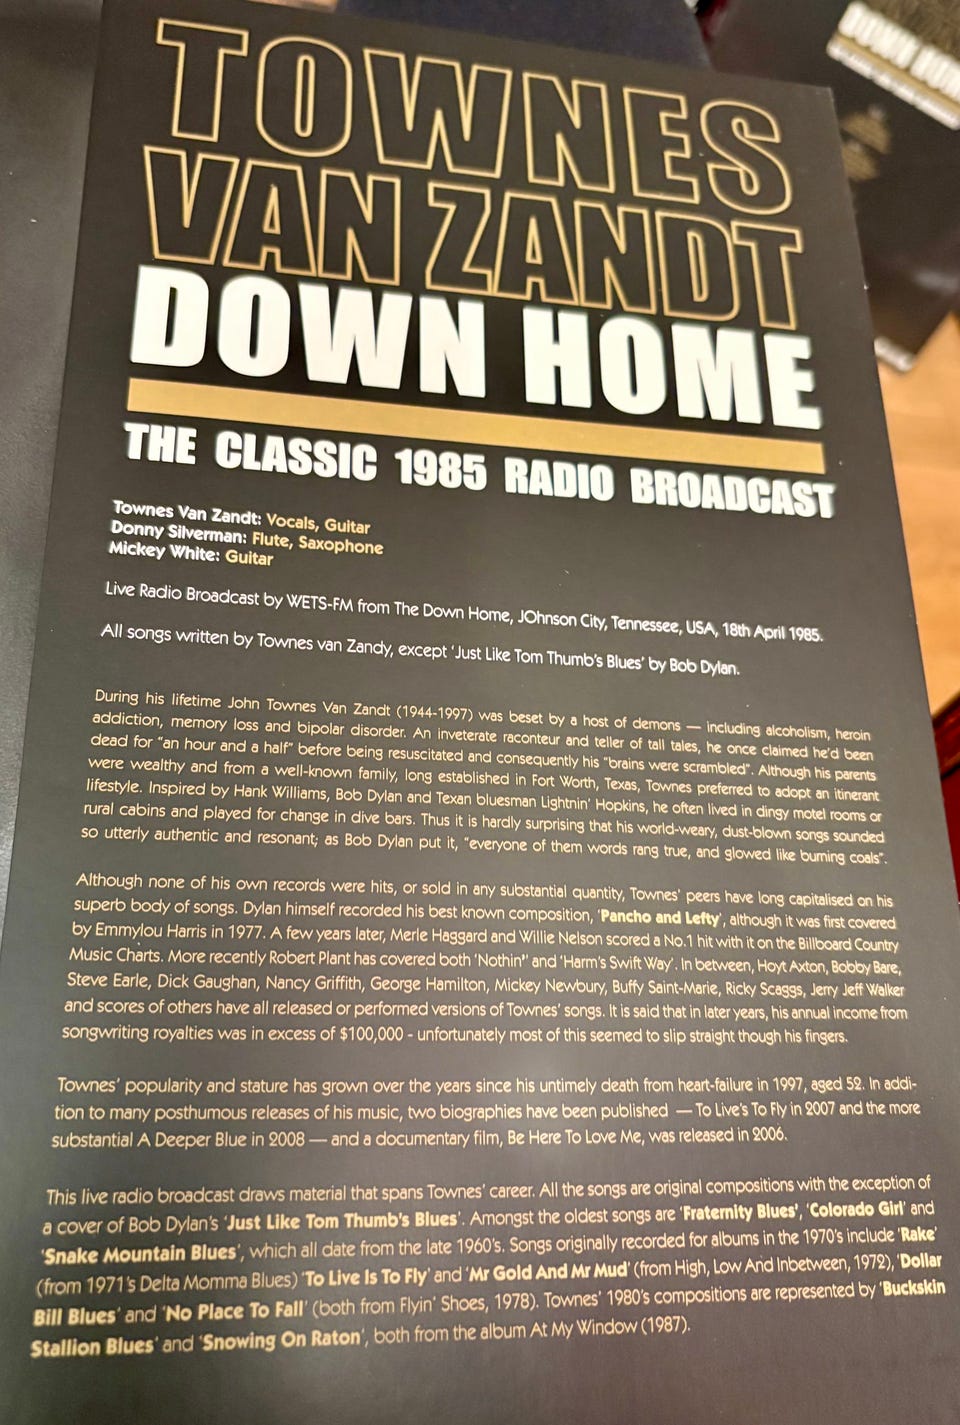 TOWNES
VAN ZANDT
DOWN HOME
THE CLASSIC 1985 RADIO BROADCAST
Townes Van Zandt: Vocals, Guitar
Donny Silverman: Flute, Saxophone
Mickey White: Guitar
Live Radio Broadcast by WETS-FM from The Down Home, JOhnson City, Tennessee, USA, 18th April 1985.
All songs written by Townes van Zandy, except 'Just Like Tom Thumb's Blues' by Bob Dylan.
During his lifetime John Townes Van Zandt (1944-1997) was beset by a host of demons — including alcoholism, heroin
addiction, memory loss and bipolar disorder. An inveterate raconteur and teller of tall tales, he once claimed he'd been
dead for "an hour and a half" before being resuscitated and consequently his "brains were scrambled". Although his parents
were wealthy and from a well-known family, long established in Fort Worth, Texas, Townes preferred to adopt an itinerant
lifestyle. Inspired by Hank Williams, Bob Dylan and Texan bluesman Lightnin' Hopkins, he often lived in dingy motel rooms or
rural cabins and played for change in dive bars. Thus it is hardly surprising that his world-weary, dust-blown songs sounded
so utterly authentic and resonant; as Bob Dylan put it, "everyone of them words rang true, and glowed like burning coals".
Although none of his own records were hits, or sold in any substantial quantity, Townes' peers have long capitalised on his
superb body of songs. Dylan himself recorded his best known composition, 'Pancho and Lefty', although it was first covered
by Emmylou Harris in 1977. A few years later, Merle Haggard and Willie Nelson scored a No.1 hit with it on the Billboard Country
Music Charts. More recently Robert Plant has covered both 'Nothin'' and 'Harm's Swift Way'. In between, Hoyt Axton, Bobby Bare,
Steve Earle, Dick Gaughan, Nancy Griffith, George Hamilton, Mickey Newbury, Buffy Saint-Marie, Ricky Scaggs, Jerry Jeff Walker
and scores of others have all released or performed versions of Townes' songs. It is said that in later years, his annual income from
songwriting royalties was in excess of $100,000 - unfortunately most of this seemed to slip straight though his fingers.
Townes' popularity and stature has grown over the years since his untimely death from heart-failure in 1997, aged 52. In addi-
tion to many posthumous releases of his music, two biographies have been published — To Live's To Fly in 2007 and the more
substantial A Deeper Blue in 2008 — and a documentary film, Be Here To Love Me, was released in 2006.
This live radio broadcast draws material that spans Townes' career. All the songs are original compositions with the exception of
a cover of Bob Dylan's 'Just Like Tom Thumb's Blues'. Amongst the oldest songs are 'Fraternity Blues', 'Colorado Girl' and
'Snake Mountain Blues', which all date from the late 1960's. Songs originally recorded for albums in the 1970's include 'Rake'
(from 1971's Delta Momma Blues) 'To Live Is To Fly' and 'Mr Gold And Mr Mud' (from High, Low And Inbetween, 1972), 'Dollar
Bill Blues' and 'No Place To Fall' (both from Flyin' Shoes, 1978). Townes' 1980's compositions are represented by 'Buckskin
Stallion Blues' and 'Snowing On Raton', both from the album At My Window (1987).
DOWN HOM